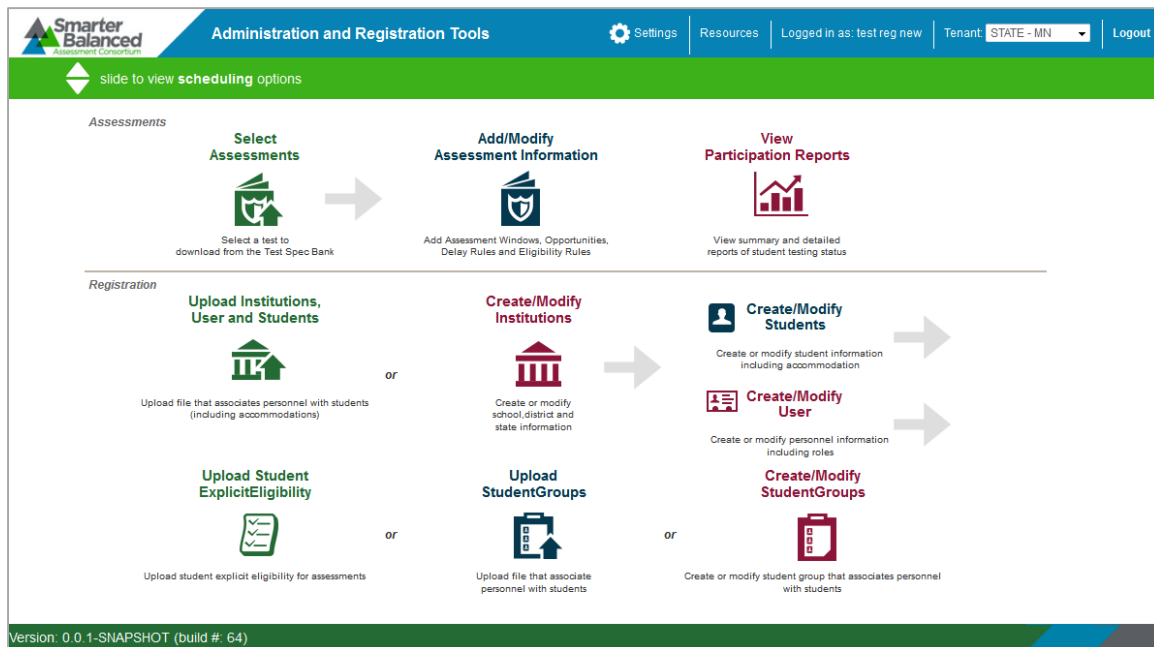 Smarter
Balanced
Assessment Consortium
Administration and Registration Tools
Settings
Resources
Logged in as: test reg new
Tenant: STATE - MN
Logout
slide to view scheduling options
Assessments
Select
Assessments
Select a test to
download from the Test Spec Bank
Add/Modify
Assessment Information
Add Assessment Windows, Opportunities,
Delay Rules and Eligibility Rules
View
Participation Reports
View summary and detailed
reports of student testing status
Registration
Upload Institutions,
User and Students
Upload file that associates personnel with students
(including accommodations)
or
Create/Modify
Institutions
Create or modify
school,district and
state information
Create/Modify
Students
Create or modify student information
including accommodation
Create/Modify
User
Create or modify personnel information
including roles
Upload Student
ExplicitEligibility
Upload student explicit eligibility for assessments
or
Upload
StudentGroups
Upload file that associate
personnel with students
or
Create/Modify
StudentGroups
Create or modify student group that associates personnel
with students
Version: 0.0.1-SNAPSHOT (build #: 64)